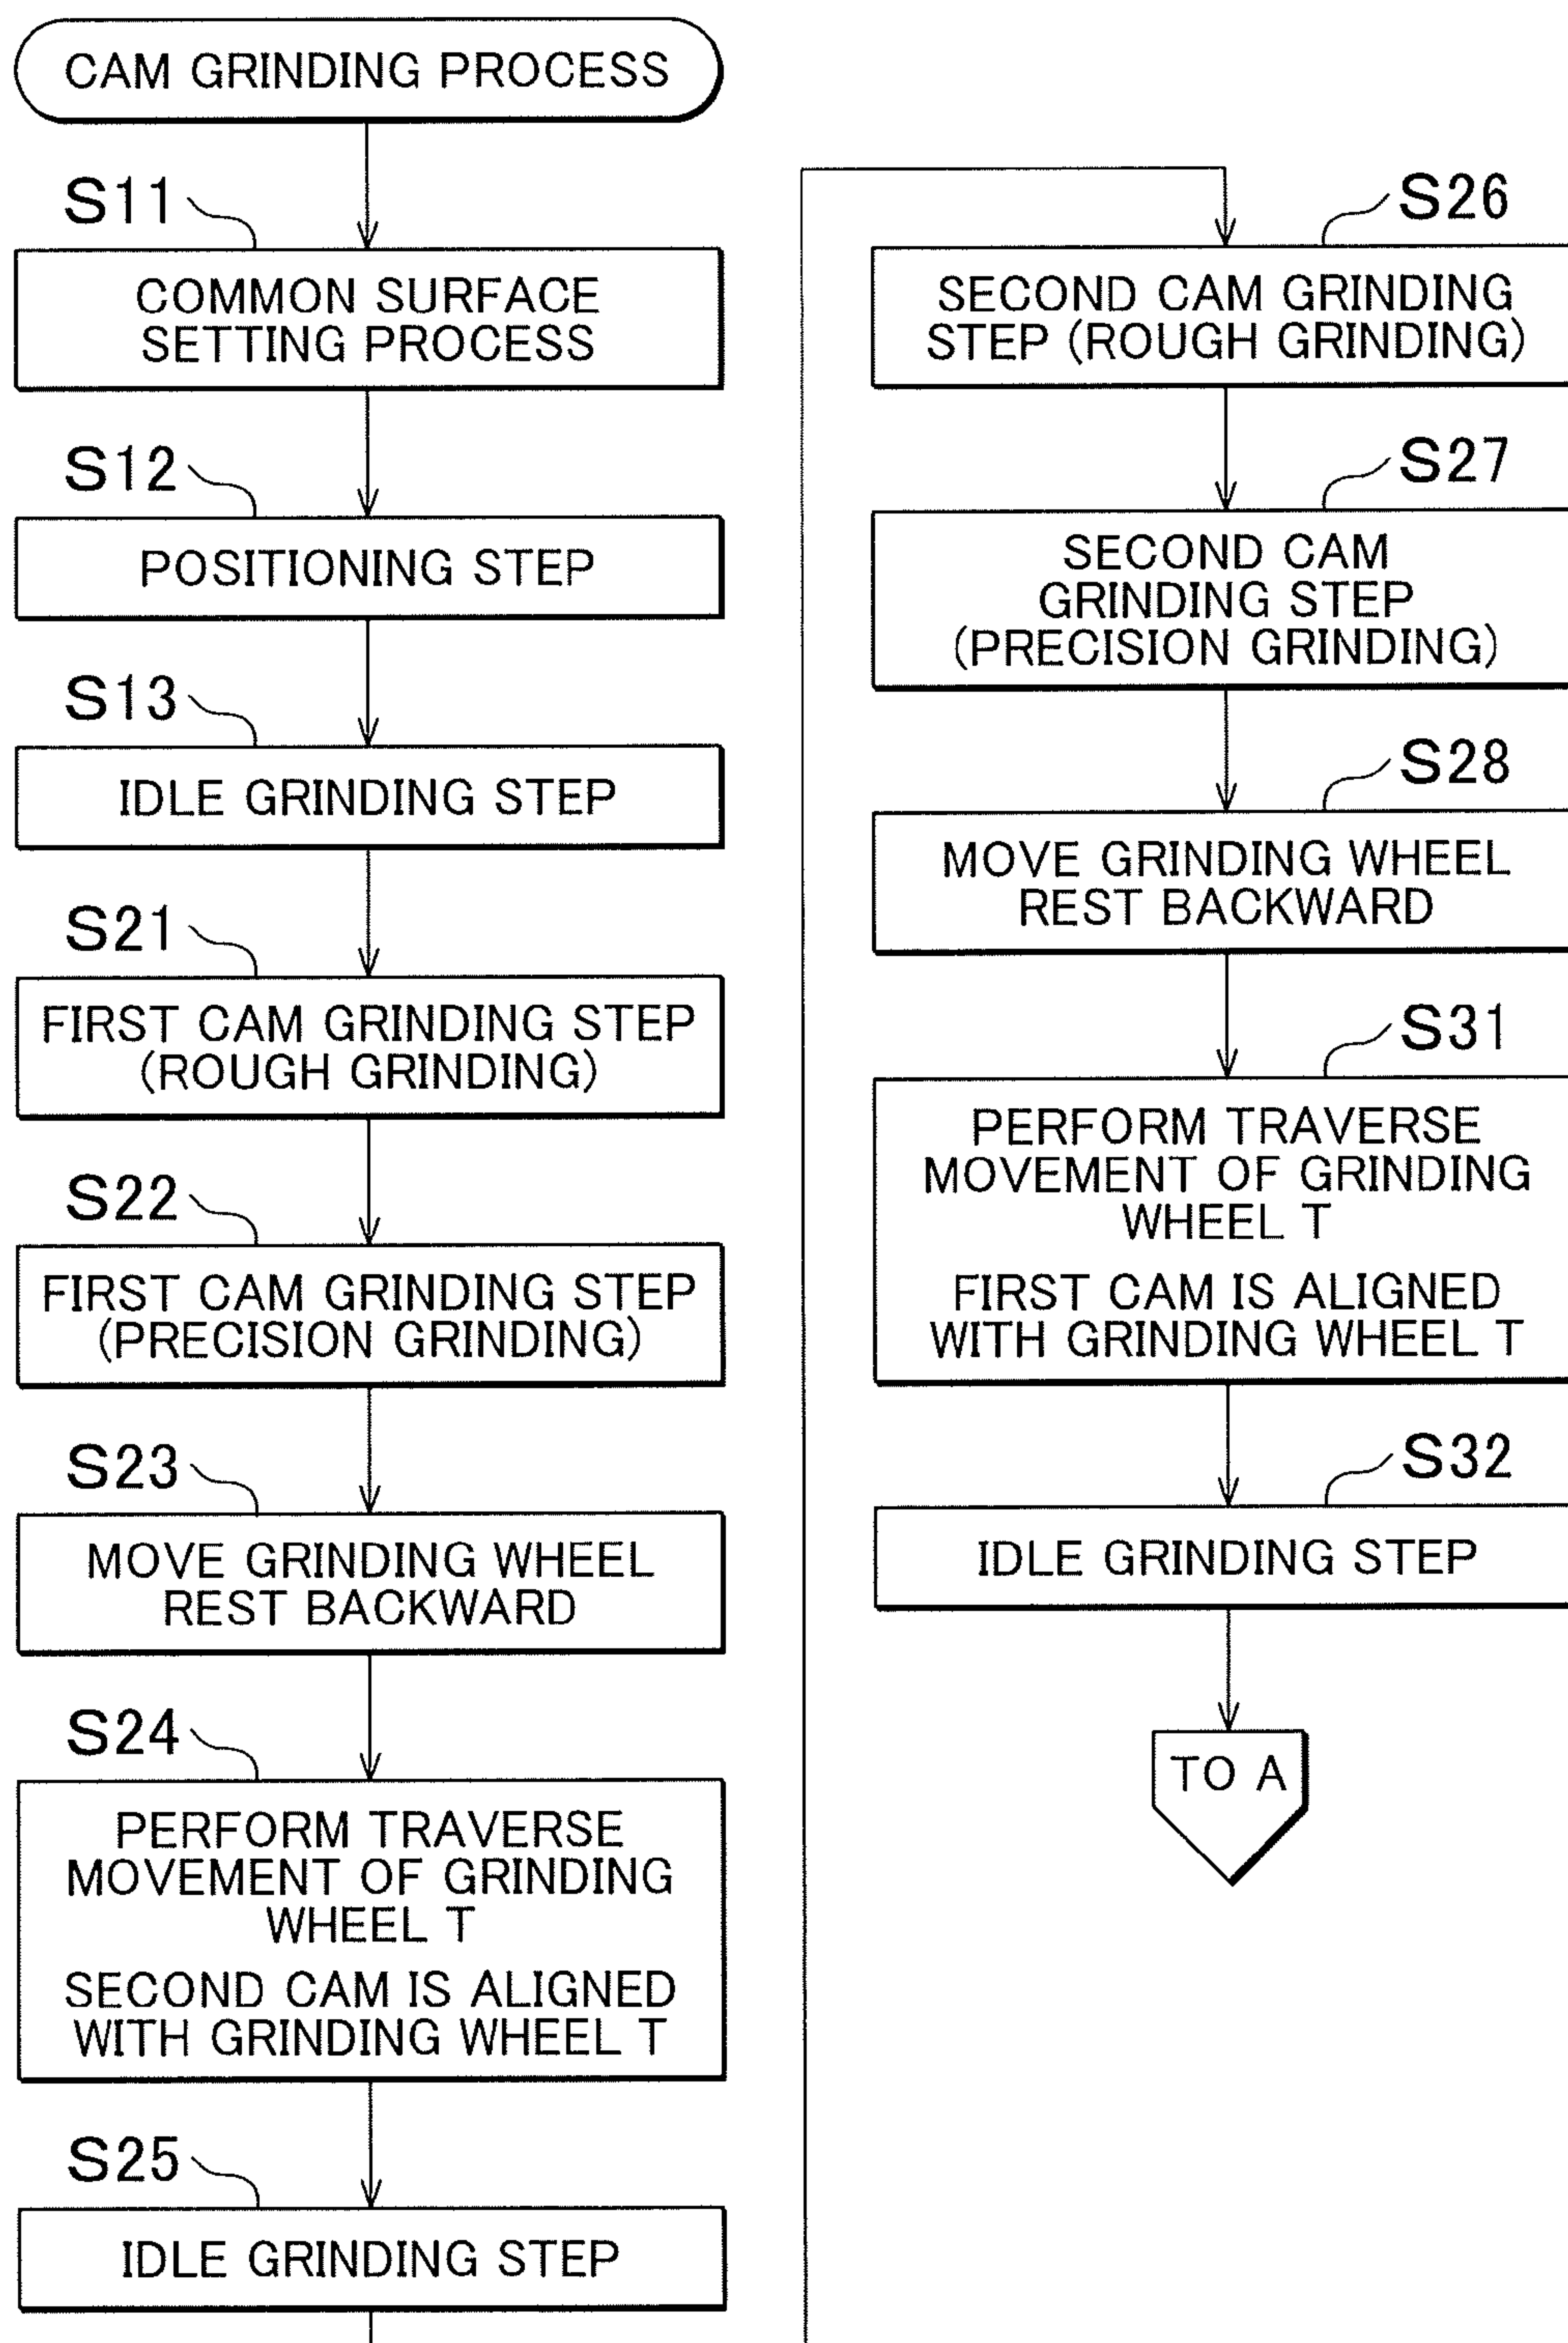 CAM GRINDING PROCESS
S11
COMMON SURFACE
SETTING PROCESS
S12
POSITIONING STEP
S13
IDLE GRINDING STEP
S21
FIRST CAM GRINDING STEP
(ROUGH GRINDING)
S22
FIRST CAM GRINDING STEP
(PRECISION GRINDING)
S23
MOVE GRINDING WHEEL
REST BACKWARD
S24
PERFORM TRAVERSE
MOVEMENT OF GRINDING
WHEEL T
SECOND CAM IS ALIGNED
WITH GRINDING WHEEL T
S25
IDLE GRINDING STEP
S26
SECOND CAM GRINDING
STEP (ROUGH GRINDING)
S27
SECOND CAM
GRINDING STEP
(PRECISION GRINDING)
S28
MOVE GRINDING WHEEL
REST BACKWARD
S31
PERFORM TRAVERSE
MOVEMENT OF GRINDING
WHEEL T
FIRST CAM IS ALIGNED
WITH GRINDING WHEEL T
S32
IDLE GRINDING STEP
TO A